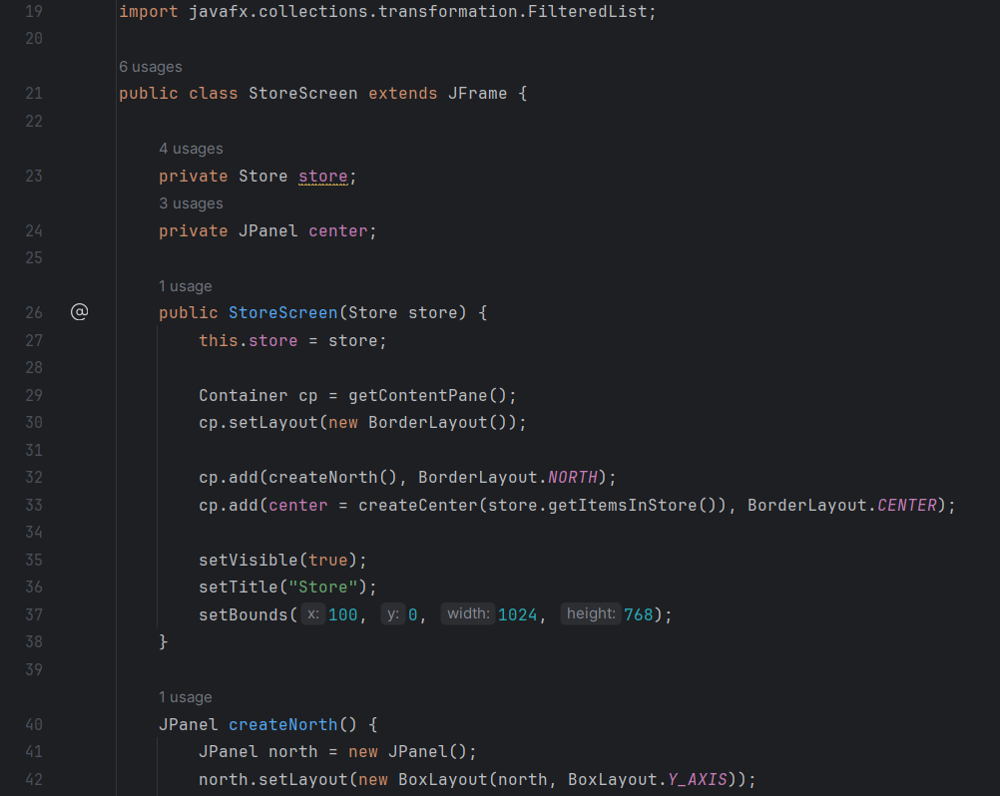 19 import javafx.collections.transformation.FilteredList;
20
6 usages
21 public class StoreScreen extends JFrame {
22
4 usages
23 private Store store;
3 usages
24 private JPanel center;
25
1 usage
26 @ public StoreScreen(Store store) {
27 this.store = store;
28
29 Container cp = getContentPane();
30 cp.setLayout(new BorderLayout());
31
32 cp.add(createNorth(), BorderLayout.NORTH);
33 cp.add(center = createCenter(store.getItemsInStore()), BorderLayout.CENTER);
34
35 setVisible(true);
36 setTitle("Store");
37 setBounds( x: 100, y: 0, width: 1024, height: 768);
38 }
39
1 usage
40 JPanel createNorth() {
41 JPanel north = new JPanel();
42 north.setLayout(new BoxLayout(north, BoxLayout.Y_AXIS));